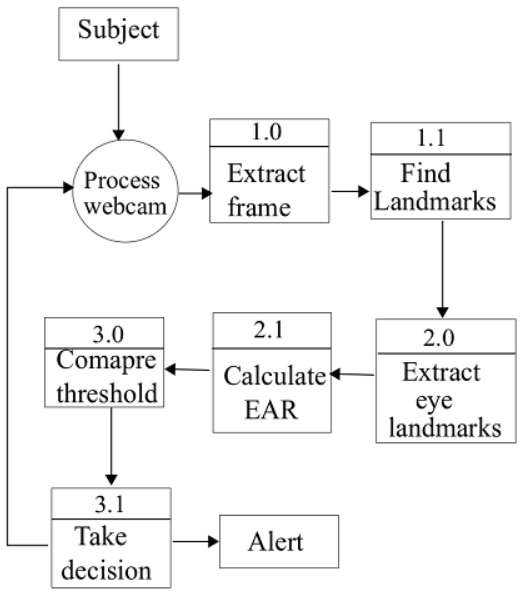 Subject
Process
webcam
1.0
Extract
frame
1.1
Find
Landmarks
2.0
Extract
eye
landmarks
2.1
Calculate
EAR
3.0
Comapre
threshold
3.1
Take
decision
Alert